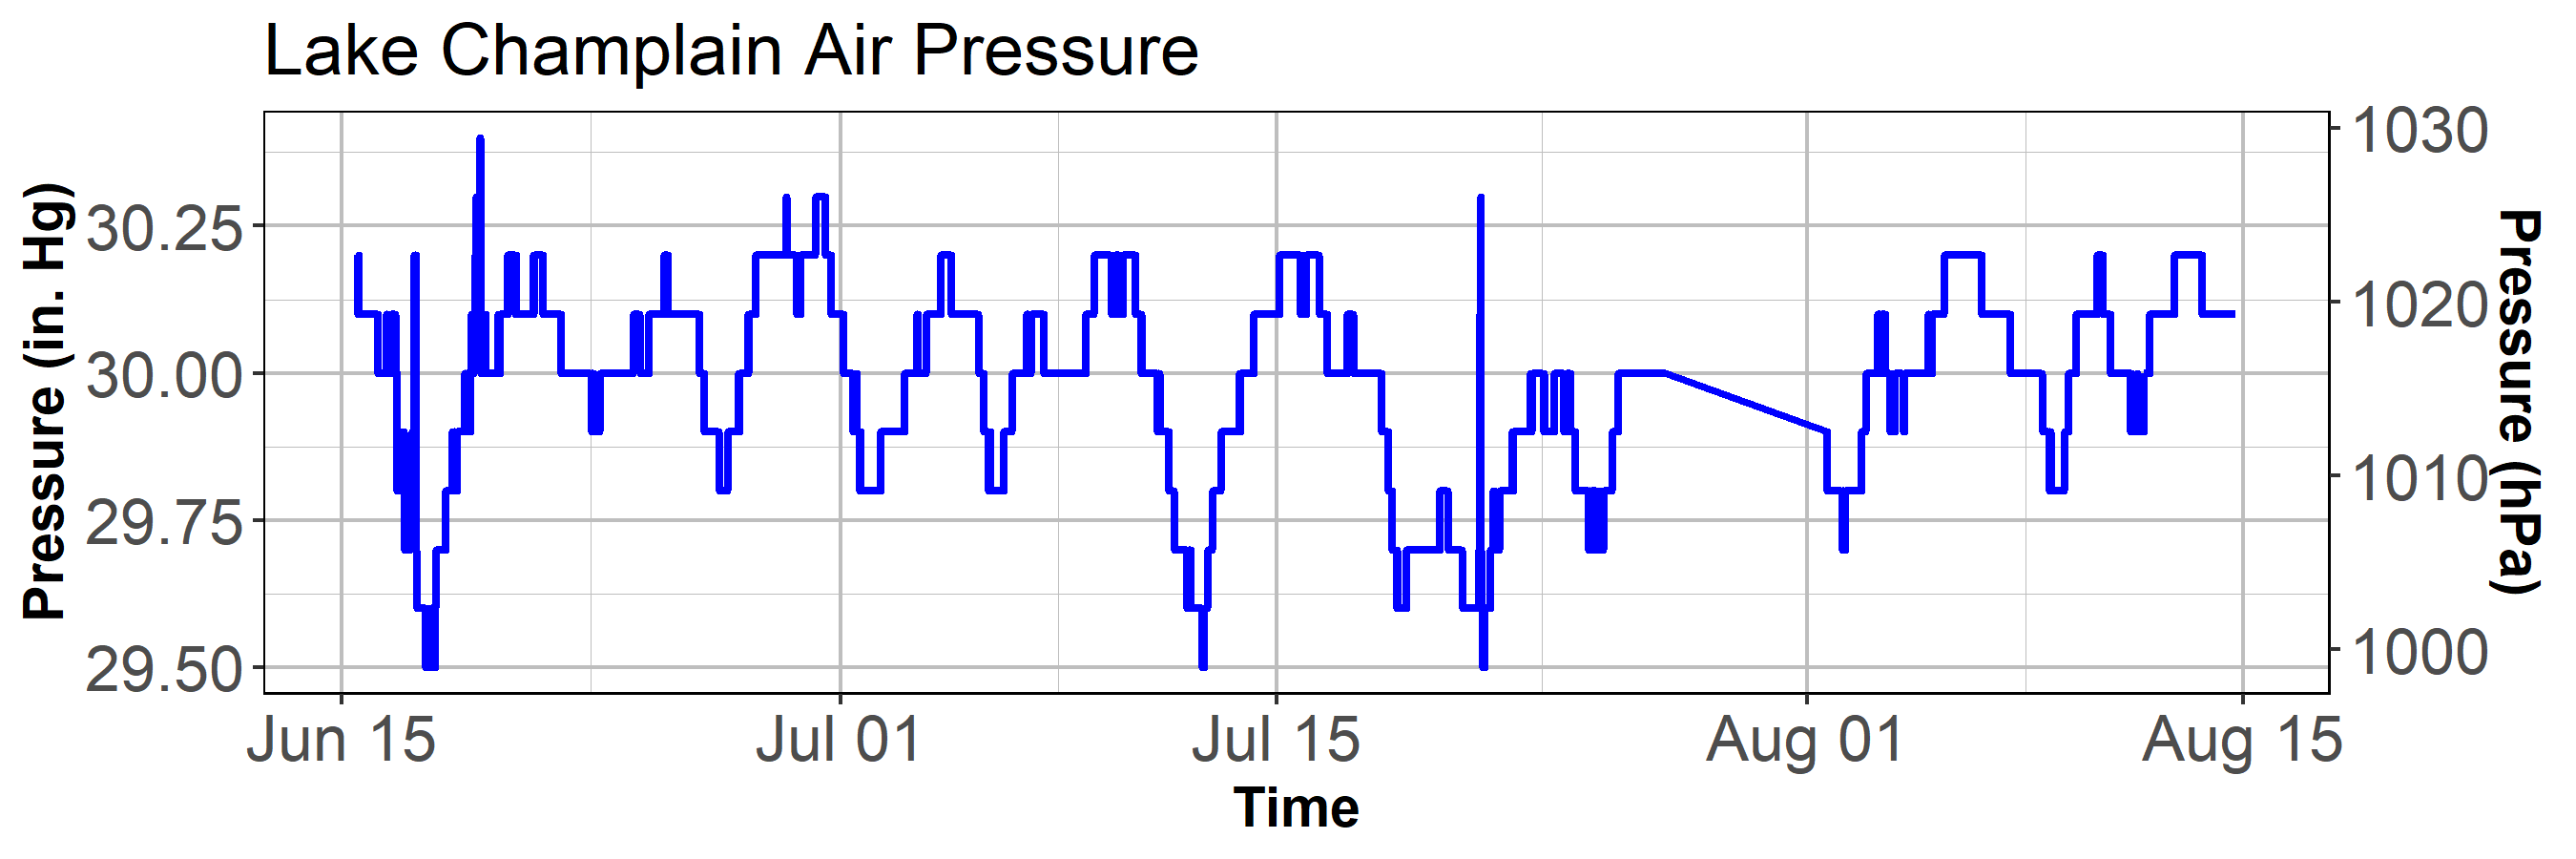 Lake Champlain Air Pressure
Pressure (in. Hg)
30.25
30.00
29.75
29.50
1030
1020
1010
1000
Pressure (hPa)
Jun 15
Jul 01
Jul 15
Aug 01
Aug 15
Time